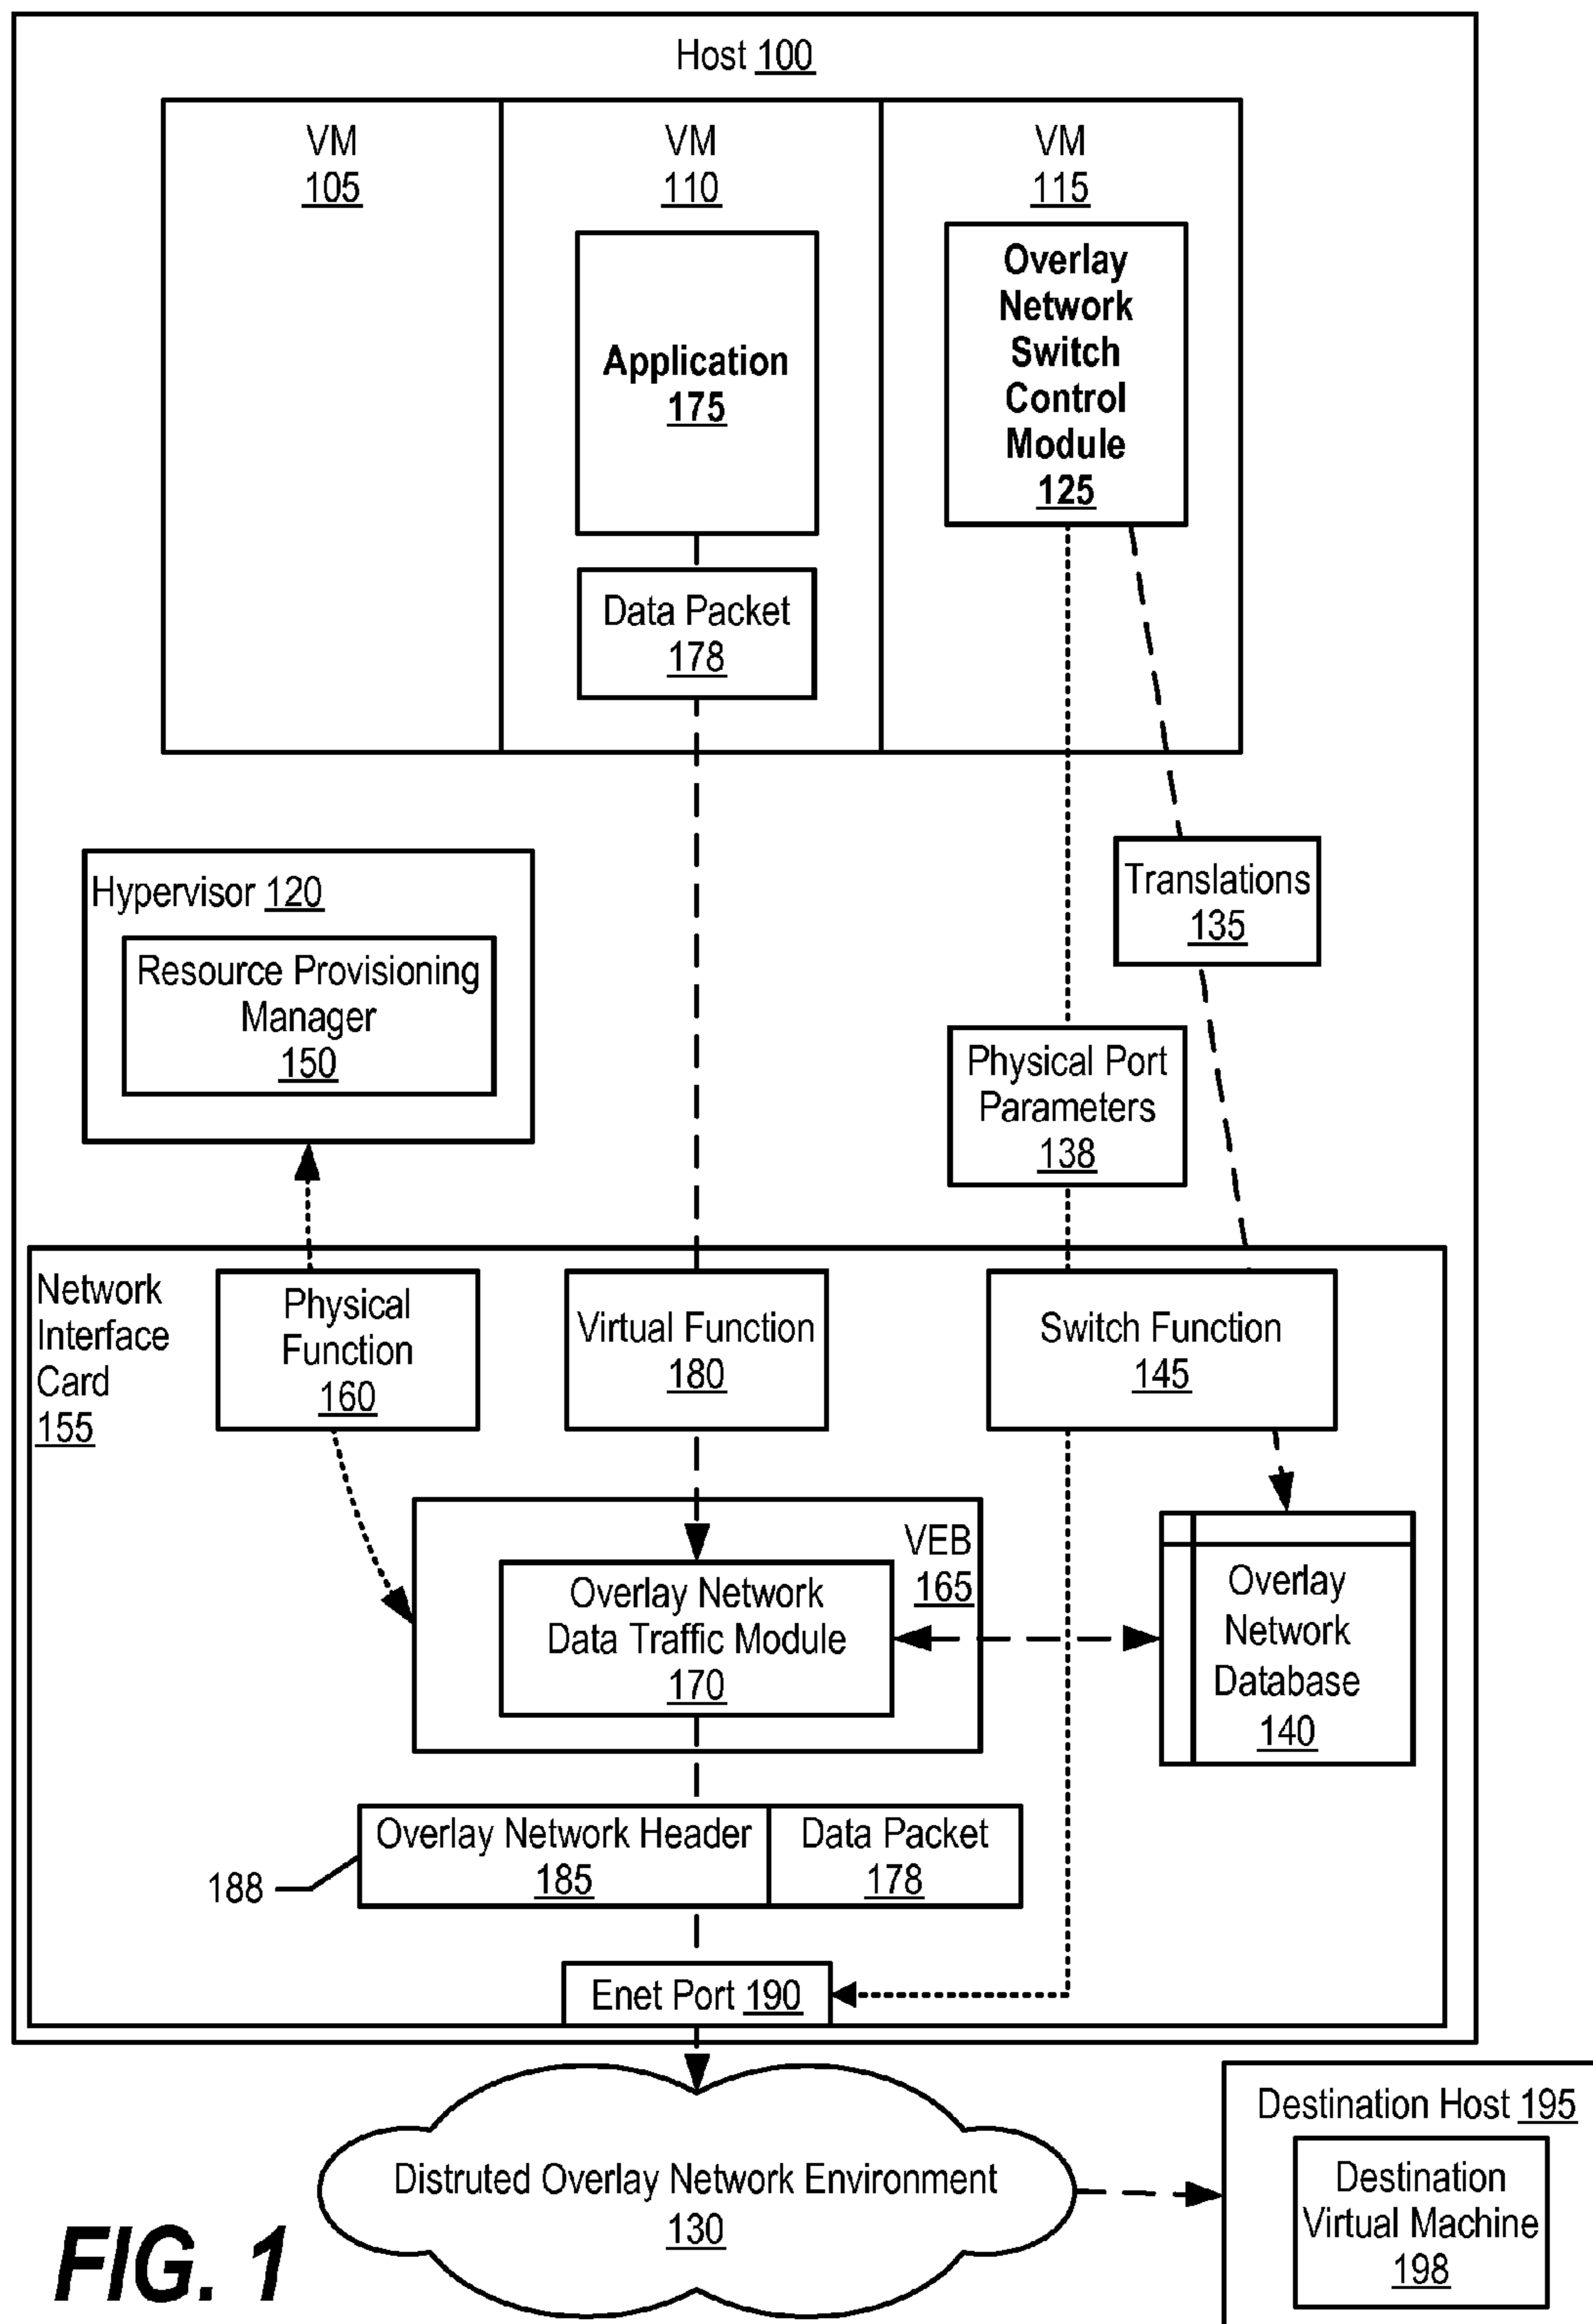 Host 100
VM
105
VM
110
VM
115
Application
175
Overlay
Network
Switch
Control
Module
125
Data Packet
178
Hypervisor 120
Resource Provisioning
Manager
150
Translations
135
Physical Port
Parameters
138
Network
Interface
Card
155
Physical
Function
160
Virtual Function
180
Switch Function
145
VEB
165
Overlay Network
Data Traffic Module
170
Overlay
Network
Database
140
Overlay Network Header
185
Data Packet
178
188
Enet Port 190
Distruted Overlay Network Environment
130
Destination Host 195
Destination
Virtual Machine
198
FIG. 1